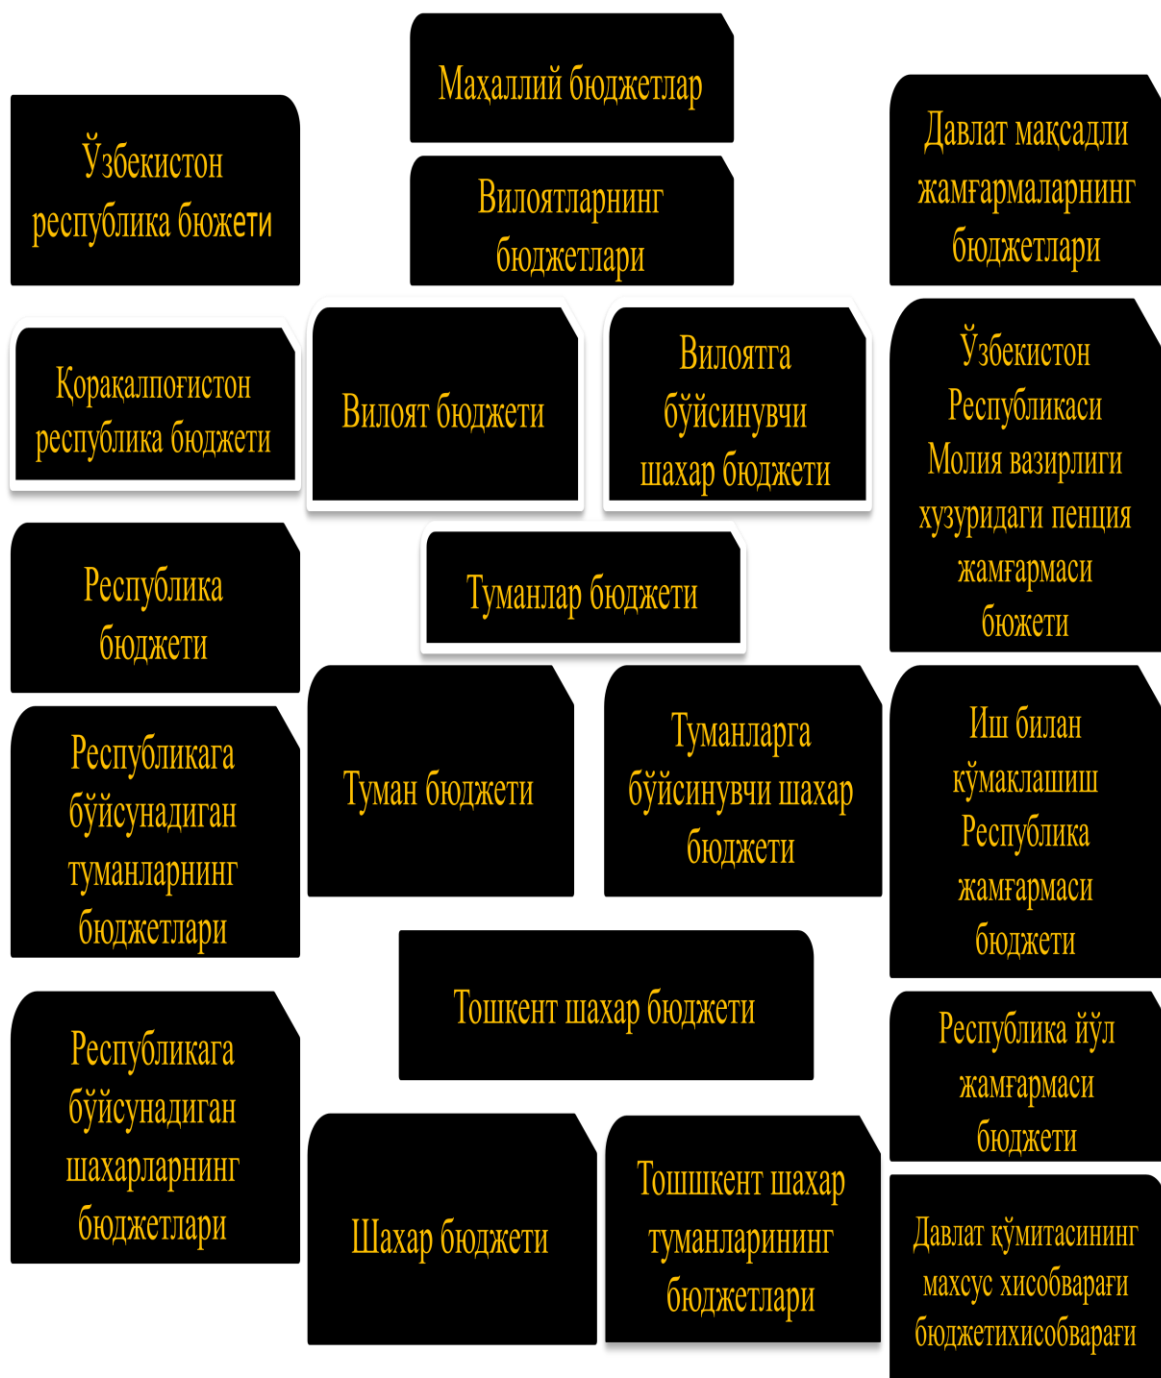 Маҳаллий бюджетлар
Ўзбекистон
республика бюжети
Вилоятларнинг
бюджетлари
Давлат мақсадли
жамғармаларнинг
бюджетлари
Қорақалпоғистон
республика бюджети
Вилоят бюджети
Вилоятга
бўйсинувчи
шахар бюджети
Ўзбекистон
Республикаси
Молия вазирлиги
хузуридаги пенция
жамғармаси
бюжети
Республика
бюджети
Туманлар бюджети
Республикага
бўйсунадиган
туманларнинг
бюджетлари
Туман бюджети
Туманларга
бўйсинувчи шахар
бюджети
Иш билан
кўмаклашиш
Республика
жамғармаси
бюджети
Тошкент шахар бюджети
Республикага
бўйсунадиган
шахарларнинг
бюджетлари
Республика йўл
жамғармаси
бюджети
Шахар бюджети
Тошшкент шахар
туманларининг
бюджетлари
Давлат қўмитасининг
махсус хисобварағи
бюджетихисобварағи